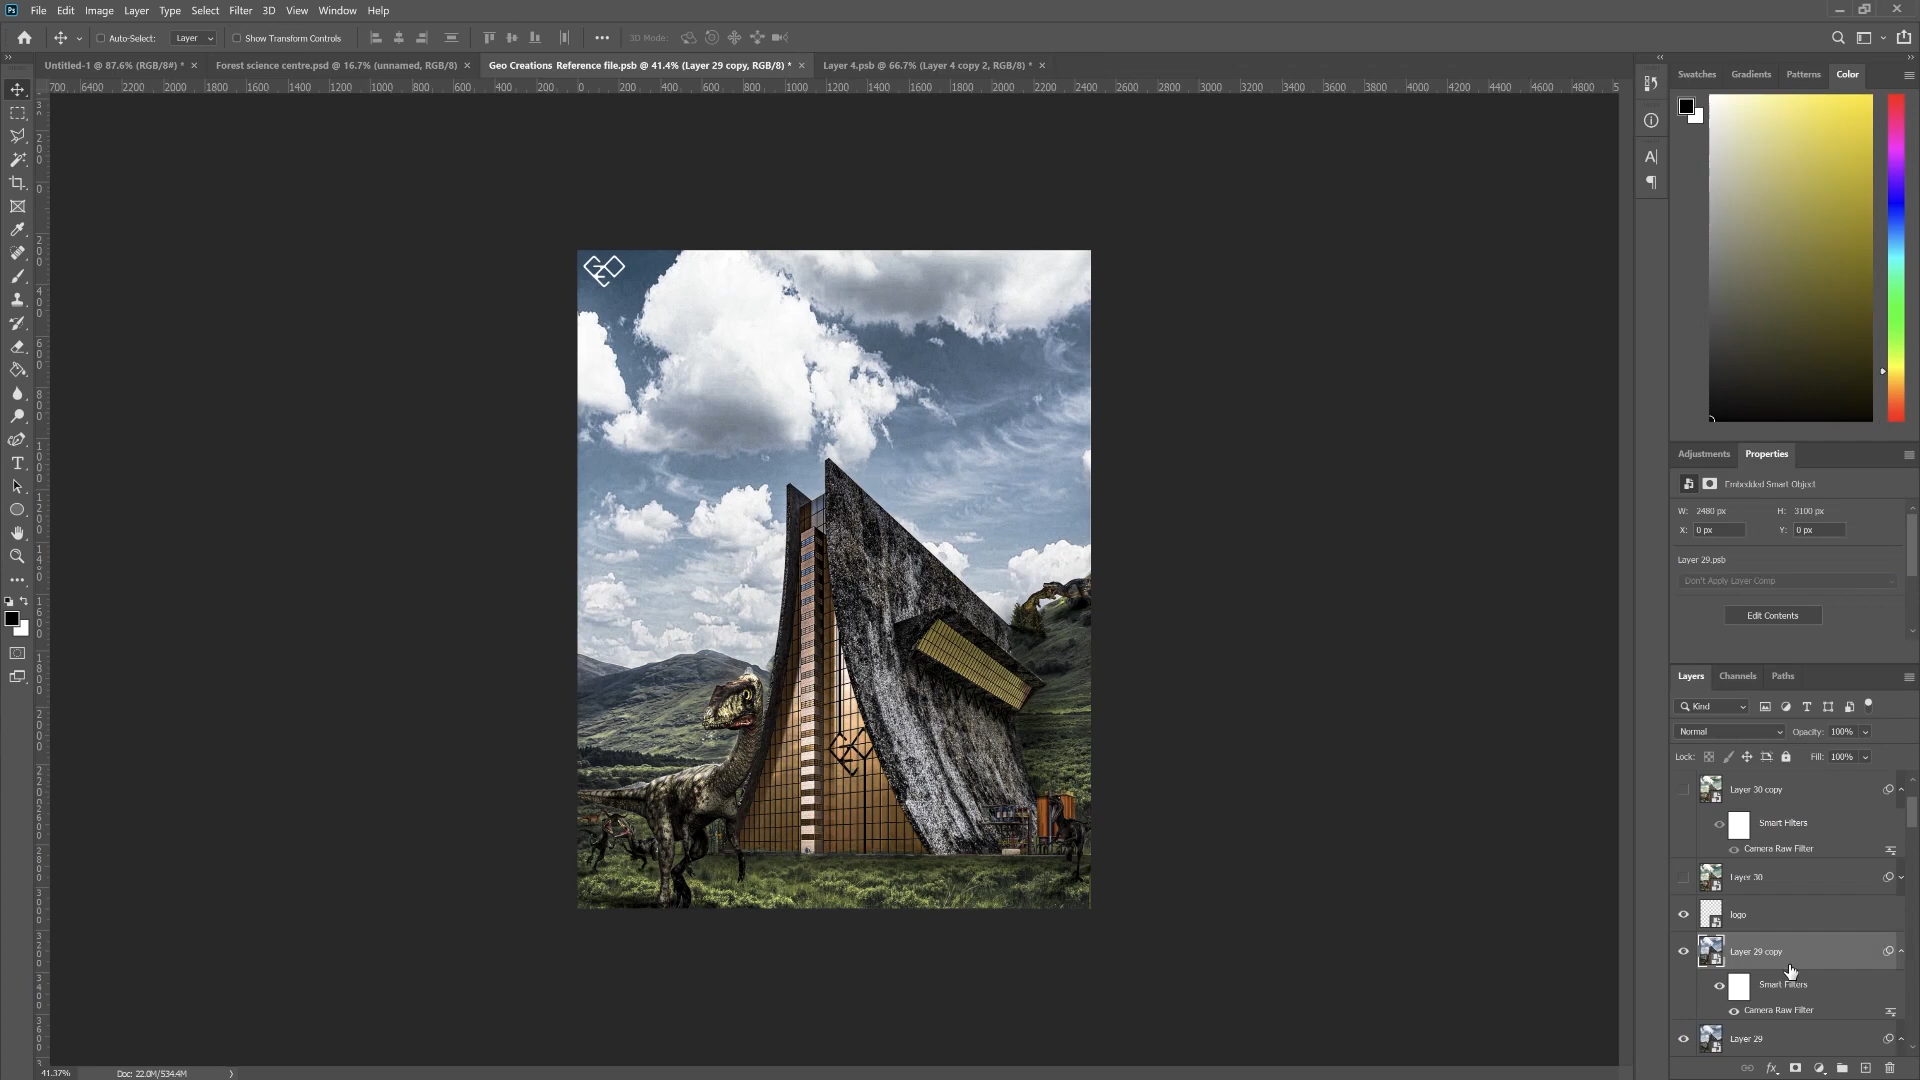 File Edit Image Layer Type Select Filter 3D View Window Help
Auto-Select: Layer Show Transform Controls 3D Mode:
Untitled-1 @ 87.6% (RGB/8#) * × Forest science centre.psd @ 16.7% (unnamed, RGB/8) × Geo Creations Reference file.psb @ 41.4% (Layer 29 copy, RGB/8) * × Layer 4.psb @ 66.7% (Layer 4 copy 2, RGB/8) * ×
Swatches Gradients Patterns Color
Adjustments Properties
Embedded Smart Object
W: 2480 px H: 3100 px
X: 0 px Y: 0 px
Layer 29.psb
Don't Apply Layer Comp
Edit Contents
Layers Channels Paths
Kind
Normal Opacity: 100%
Lock: Fill: 100%
Layer 30 copy
Smart Filters
Camera Raw Filter
Layer 30
logo
Layer 29 copy
Smart Filters
Camera Raw Filter
Layer 29
41.37% Doc: 22.0M/534.4M